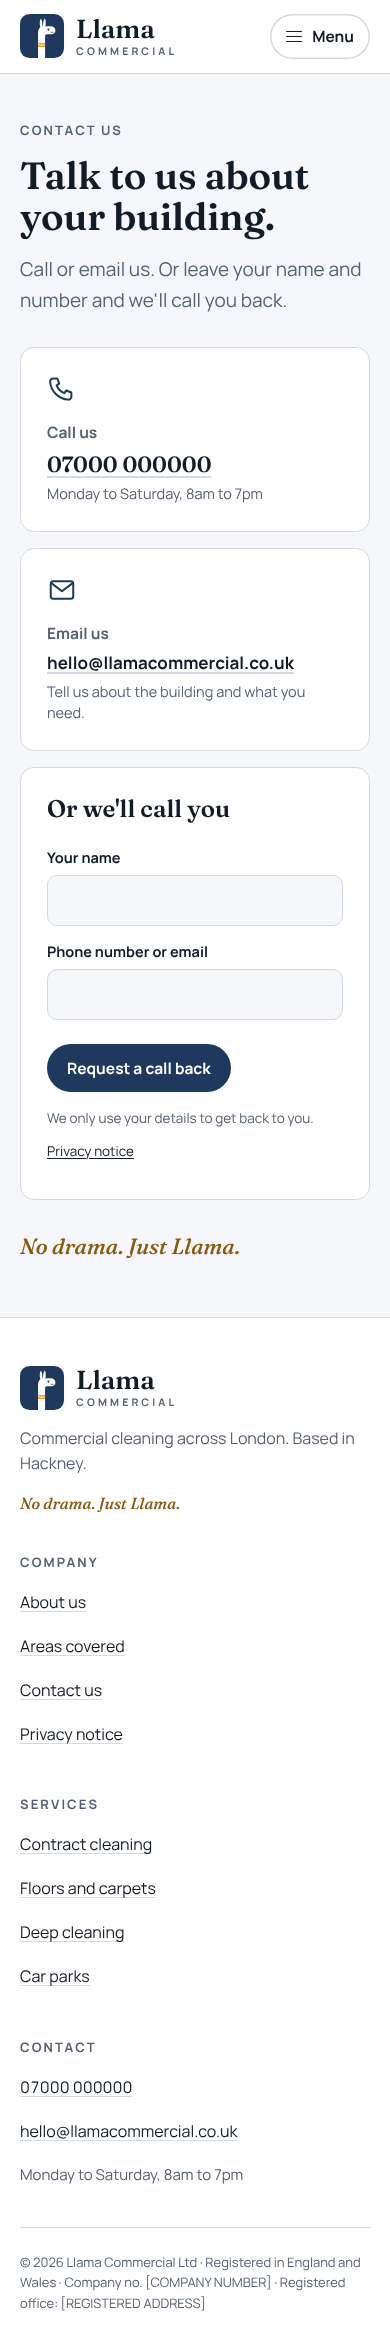 Llama
COMMERCIAL
Menu
CONTACT US
Talk to us about
your building.
Call or email us. Or leave your name and
number and we'll call you back.
Call us
07000 000000
Monday to Saturday, 8am to 7pm
Email us
hello@llamacommercial.co.uk
Tell us about the building and what you
need.
Or we'll call you
Your name
Phone number or email
Request a call back
We only use your details to get back to you.
Privacy notice
No drama. Just Llama.
Llama
COMMERCIAL
Commercial cleaning across London. Based in
Hackney.
No drama. Just Llama.
COMPANY
About us
Areas covered
Contact us
Privacy notice
SERVICES
Contract cleaning
Floors and carpets
Deep cleaning
Car parks
CONTACT
07000 000000
hello@llamacommercial.co.uk
Monday to Saturday, 8am to 7pm
© 2026 Llama Commercial Ltd · Registered in England and
Wales · Company no. [COMPANY NUMBER] · Registered
office: [REGISTERED ADDRESS]